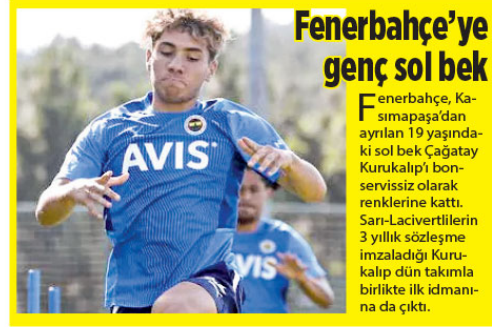 Fenerbahçe'ye
genç sol bek
Fenerbahçe, Ka-
sımapaşa'dan
ayrılan 19 yaşında-
ki sol bek Çağatay
Kurukalıp'ı bon-
servissiz olarak
renklerine kattı.
Sarı-Lacivertlilerin
3 yıllık sözleşme
imzaladığı Kuru-
kalıp dün takımla
birlikte ilk idmanı-
na da çıktı.
AVIS
AVIS